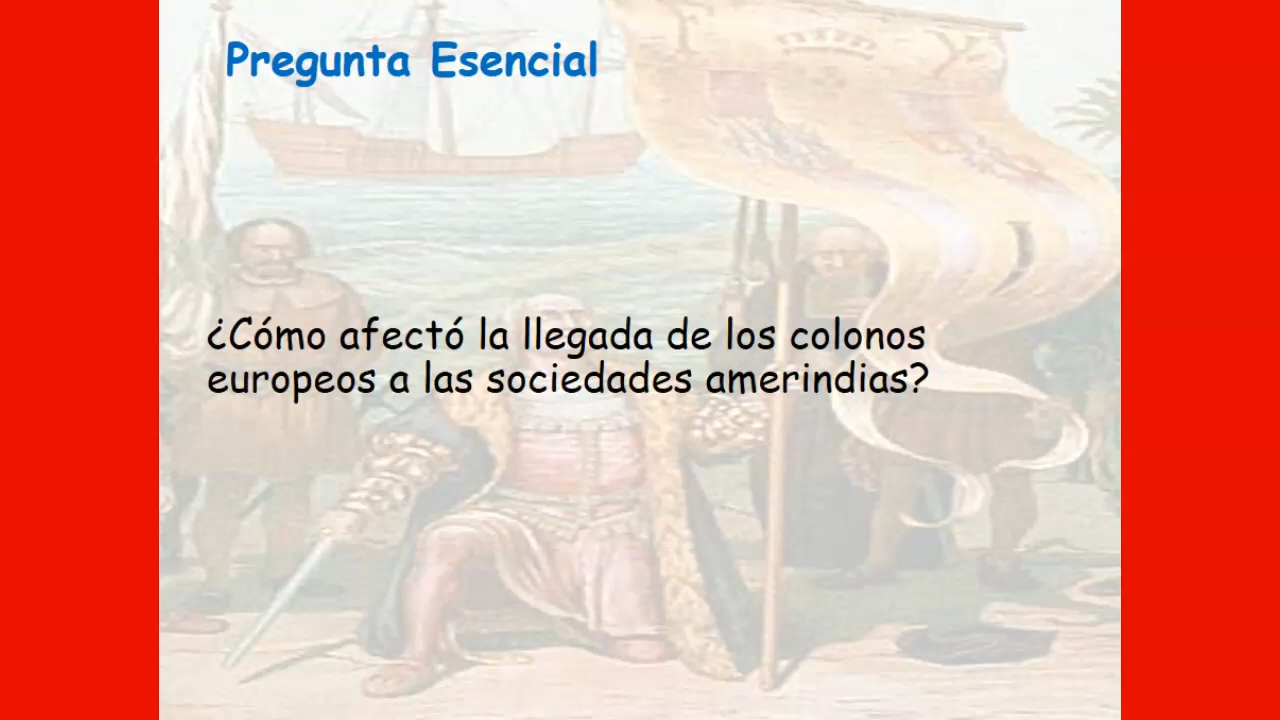 Pregunta Esencial
¿Cómo afectó la llegada de los colonos
europeos a las sociedades amerindias?